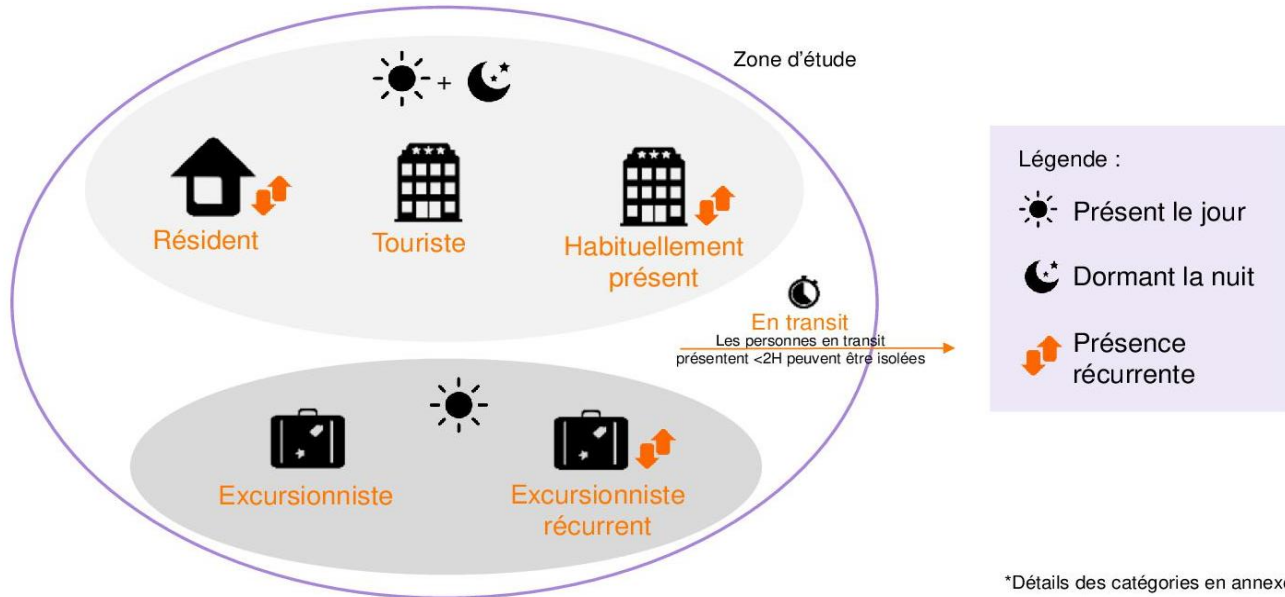 Zone d'étude
+
Résident
Touriste
Habituellement
présent
En transit
Les personnes en transit
présentent <2H peuvent être isolées
Excursionniste
Excursionniste
récurrent
Légende :
Présent le jour
Dormant la nuit
Présence
récurrente
*Détails des catégories en annexe